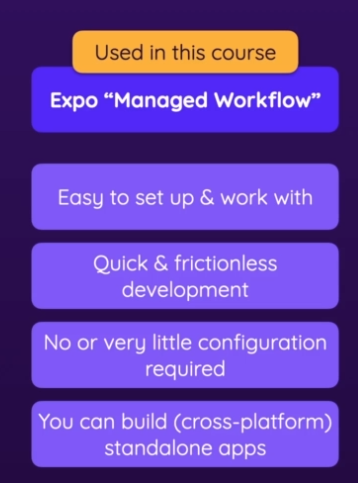 Used in this course
Expo “Managed Workflow”
Easy to set up & work with
Quick & frictionless
development
No or very little configuration
required
You can build (cross-platform)
standalone apps